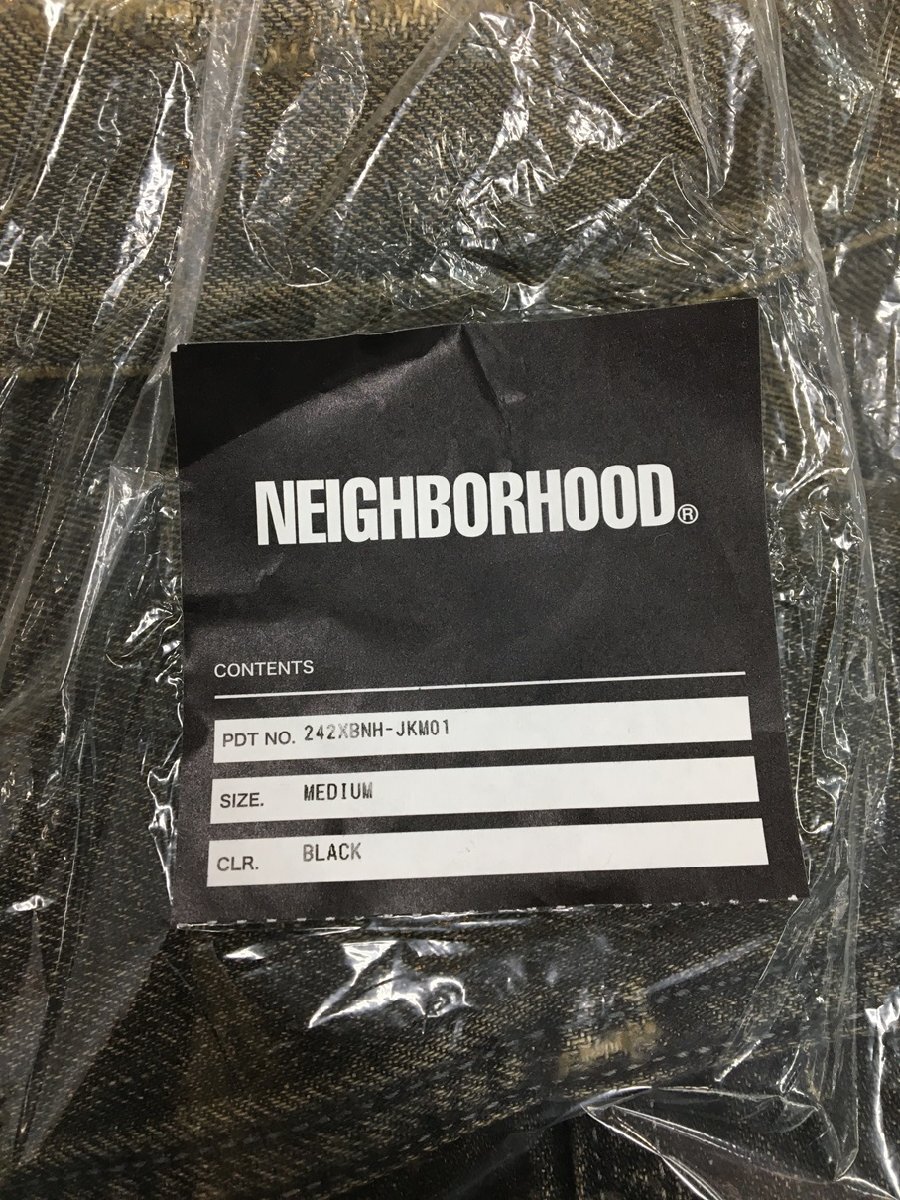 NEIGHBORHOOD®
CONTENTS
PDT NO. 242XBNH-JKM01
SIZE. MEDIUM
CLR. BLACK